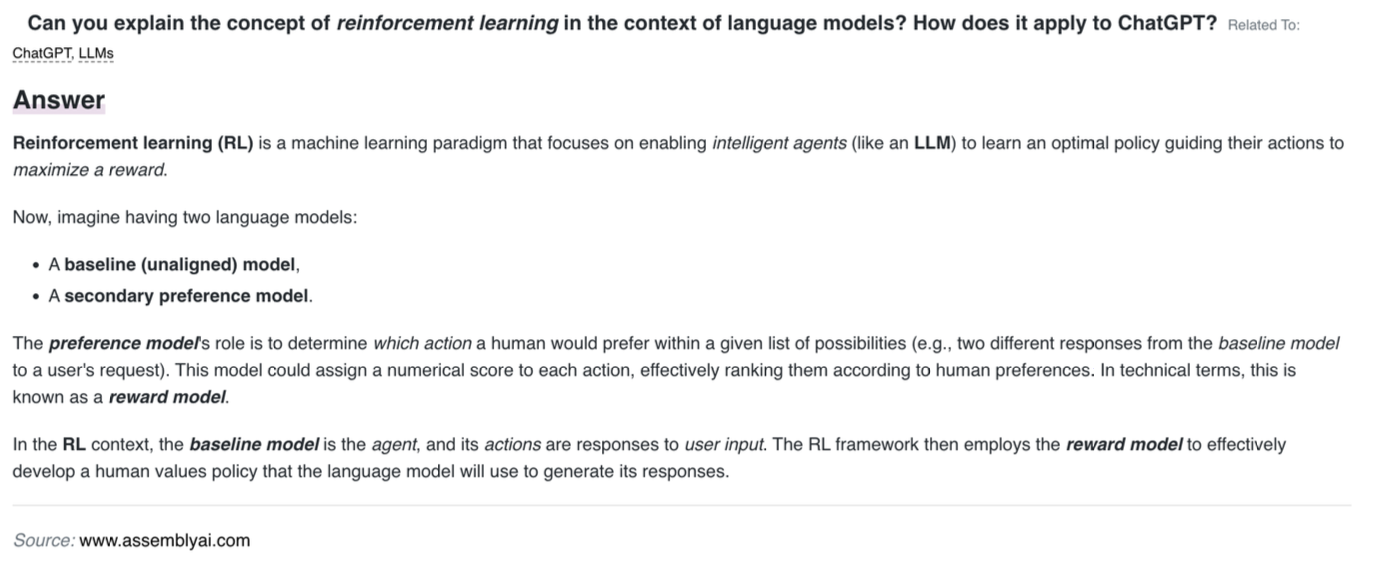 Can you explain the concept of reinforcement learning in the context of language models? How does it apply to ChatGPT? Related To:
ChatGPT, LLMs
Answer
Reinforcement learning (RL) is a machine learning paradigm that focuses on enabling intelligent agents (like an LLM) to learn an optimal policy guiding their actions to
maximize a reward.
Now, imagine having two language models:
• A baseline (unaligned) model,
• A secondary preference model.
The preference model's role is to determine which action a human would prefer within a given list of possibilities (e.g., two different responses from the baseline model
to a user's request). This model could assign a numerical score to each action, effectively ranking them according to human preferences. In technical terms, this is
known as a reward model.
In the RL context, the baseline model is the agent, and its actions are responses to user input. The RL framework then employs the reward model to effectively
develop a human values policy that the language model will use to generate its responses.
Source: www.assemblyai.com